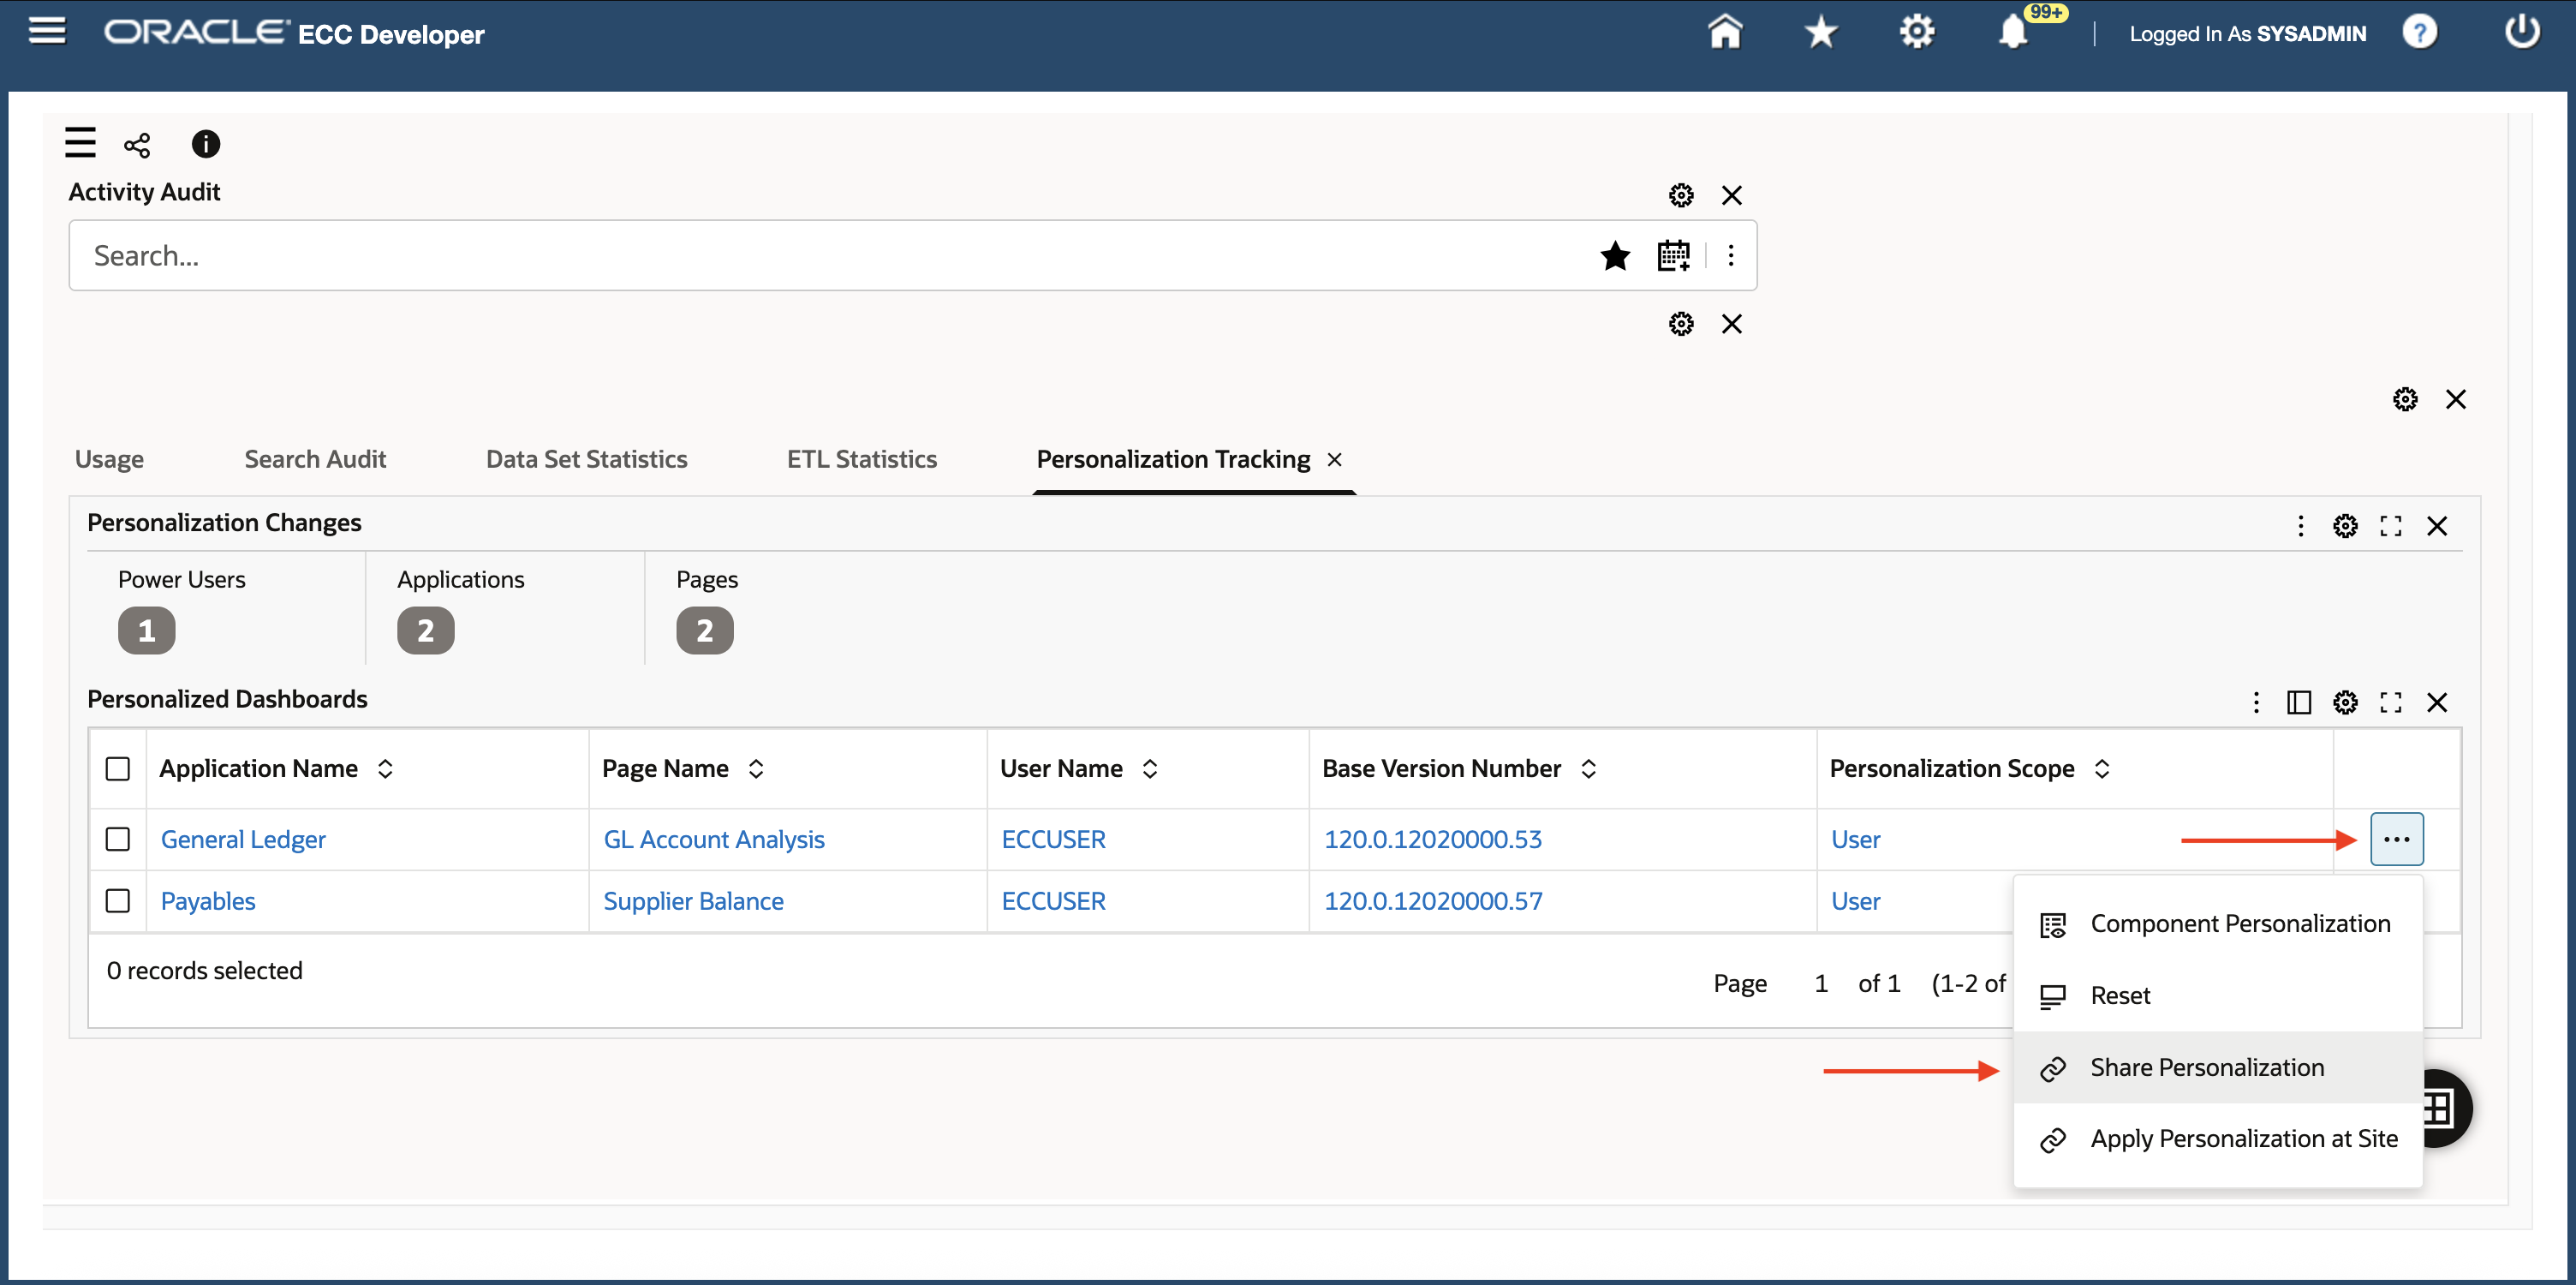 ORACLE ECC Developer
99+
Logged In As SYSADMIN
Activity Audit
Search...
Usage Search Audit Data Set Statistics ETL Statistics Personalization Tracking
Personalization Changes
Power Users Applications Pages
1 2 2
Personalized Dashboards
Application Name Page Name User Name Base Version Number Personalization Scope
General Ledger GL Account Analysis ECCUSER 120.0.12020000.53 User
Payables Supplier Balance ECCUSER 120.0.12020000.57 User
0 records selected
Page 1 of 1 (1-2 of
Component Personalization
Reset
Share Personalization
Apply Personalization at Site